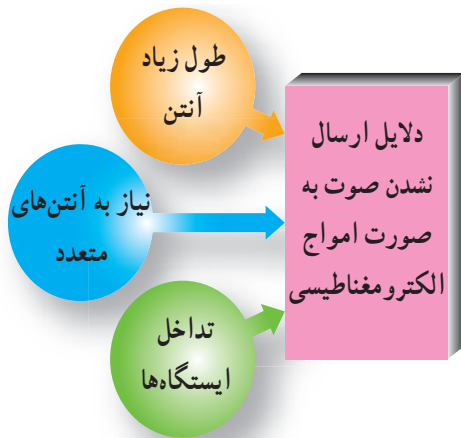 طول زیاد
آنتن
نیاز به آنتن‌های
متعدد
تداخل
ایستگاه‌ها
دلایل ارسال
نشدن صوت به
صورت امواج
الکترومغناطیسی